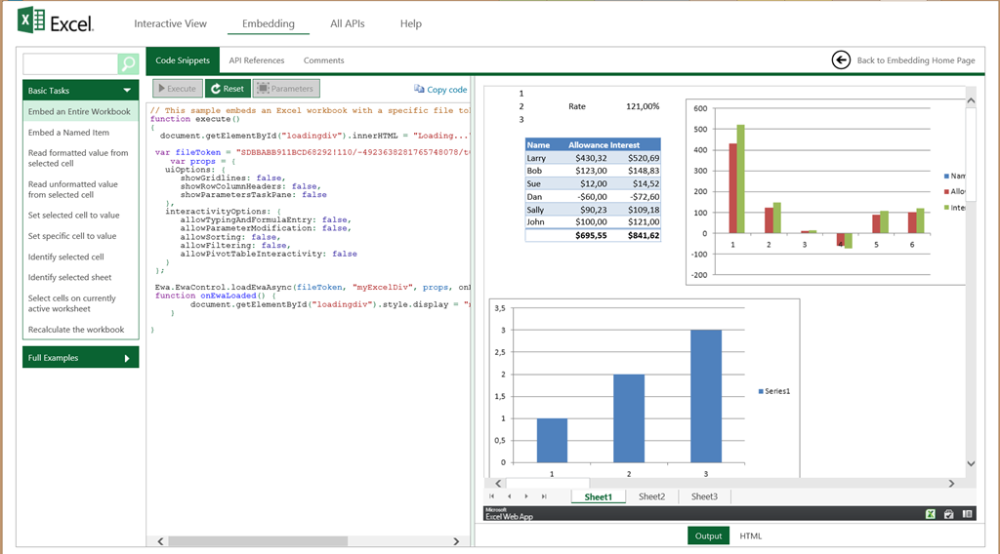 Excel
Interactive View
Embedding
All APIs
Help
Code Snippets
API References
Comments
Back to Embedding Home Page
Basic Tasks
Embed an Entire Workbook
Embed a Named Item
Read formatted value from
selected cell
Read unformatted value
from selected cell
Set selected cell to value
Set specific cell to value
Identify selected cell
Identify selected sheet
Select cells on currently
active worksheet
Recalculate the workbook
Full Examples
Execute
Reset
Parameters
Copy code
// This sample embeds an Excel workbook with a specific file to
function execute()
{
document.getElementById("loadingdiv").innerHTML = "Loading...
var fileToken = "SDBBABB911BCD68292!110/-4923638281765748078/t
var props = {
uiOptions: {
showGridlines: false,
showRowColumnHeaders: false,
showParametersTaskPane: false
},
interactivityOptions: {
allowTypingAndFormulaEntry: false,
allowParameterModification: false,
allowSorting: false,
allowFiltering: false,
allowPivotTableInteractivity: false
}
};
Ewa.EwaControl.loadEwaAsync(fileToken, "myExcelDiv", props, onE
function onEwaLoaded() {
document.getElementById("loadingdiv").style.display = "
}
}
1
2 Rate 121,00%
3
Name Allowance Interest
Larry $430,32 $520,69
Bob $123,00 $148,83
Sue $12,00 $14,52
Dan -$60,00 -$72,60
Sally $90,23 $109,18
John $100,00 $121,00
$695,55 $841,62
600
500
400
300
200
100
0
-100
-200
1 2 3 4 5 6
Nam
Allo
Inte
3,5
3
2,5
2
1,5
1
0,5
0
1 2 3
Series1
Sheet1
Sheet2
Sheet3
Microsoft
Excel Web App
Output
HTML